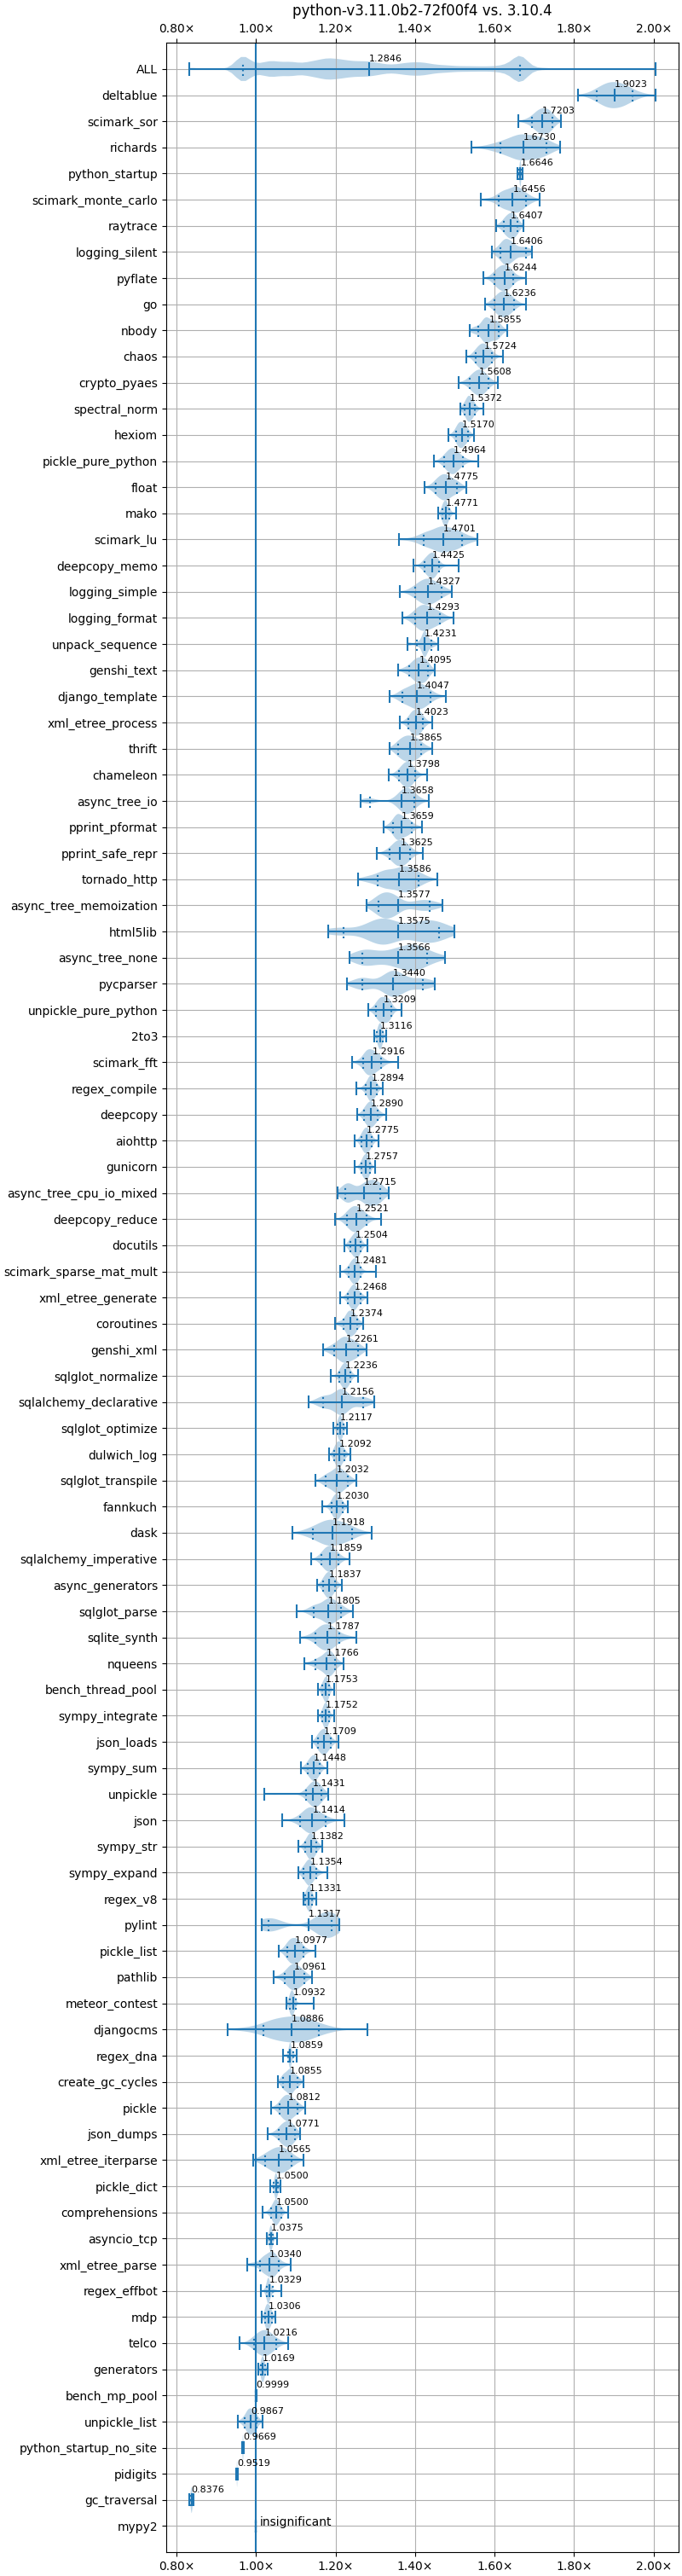 python-v3.11.0b2-72f00f4 vs. 3.10.4
0.80× 1.00× 1.20× 1.40× 1.60× 1.80× 2.00×
ALL 1.2846
deltablue 1.9023
scimark_sor 1.7203
richards 1.6730
python_startup 1.6646
scimark_monte_carlo 1.6456
raytrace 1.6407
logging_silent 1.6406
pyflate 1.6244
go 1.6236
nbody 1.5855
chaos 1.5724
crypto_pyaes 1.5608
spectral_norm 1.5372
hexiom 1.5170
pickle_pure_python 1.4964
float 1.4775
mako 1.4771
scimark_lu 1.4701
deepcopy_memo 1.4425
logging_simple 1.4327
logging_format 1.4293
unpack_sequence 1.4231
genshi_text 1.4095
django_template 1.4047
xml_etree_process 1.4023
thrift 1.3865
chameleon 1.3798
async_tree_io 1.3658
pprint_pformat 1.3659
pprint_safe_repr 1.3625
tornado_http 1.3586
async_tree_memoization 1.3577
html5lib 1.3575
async_tree_none 1.3566
pycparser 1.3440
unpickle_pure_python 1.3209
2to3 1.3116
scimark_fft 1.2916
regex_compile 1.2894
deepcopy 1.2890
aiohttp 1.2775
gunicorn 1.2757
async_tree_cpu_io_mixed 1.2715
deepcopy_reduce 1.2521
docutils 1.2504
scimark_sparse_mat_mult 1.2481
xml_etree_generate 1.2468
coroutines 1.2374
genshi_xml 1.2261
sqlglot_normalize 1.2236
sqlalchemy_declarative 1.2156
sqlglot_optimize 1.2117
dulwich_log 1.2092
sqlglot_transpile 1.2032
fannkuch 1.2030
dask 1.1918
sqlalchemy_imperative 1.1859
async_generators 1.1837
sqlglot_parse 1.1805
sqlite_synth 1.1787
nqueens 1.1766
bench_thread_pool 1.1753
sympy_integrate 1.1752
json_loads 1.1709
sympy_sum 1.1448
unpickle 1.1431
json 1.1414
sympy_str 1.1382
sympy_expand 1.1354
regex_v8 1.1331
pylint 1.1317
pickle_list 1.0977
pathlib 1.0961
meteor_contest 1.0932
djangocms 1.0886
regex_dna 1.0859
create_gc_cycles 1.0855
pickle 1.0812
json_dumps 1.0771
xml_etree_iterparse 1.0565
pickle_dict 1.0500
comprehensions 1.0500
asyncio_tcp 1.0375
xml_etree_parse 1.0340
regex_effbot 1.0329
mdp 1.0306
telco 1.0216
generators 1.0169
bench_mp_pool 0.9999
unpickle_list 0.9867
python_startup_no_site 0.9669
pidigits 0.9519
gc_traversal 0.8376
mypy2 insignificant
0.80× 1.00× 1.20× 1.40× 1.60× 1.80× 2.00×